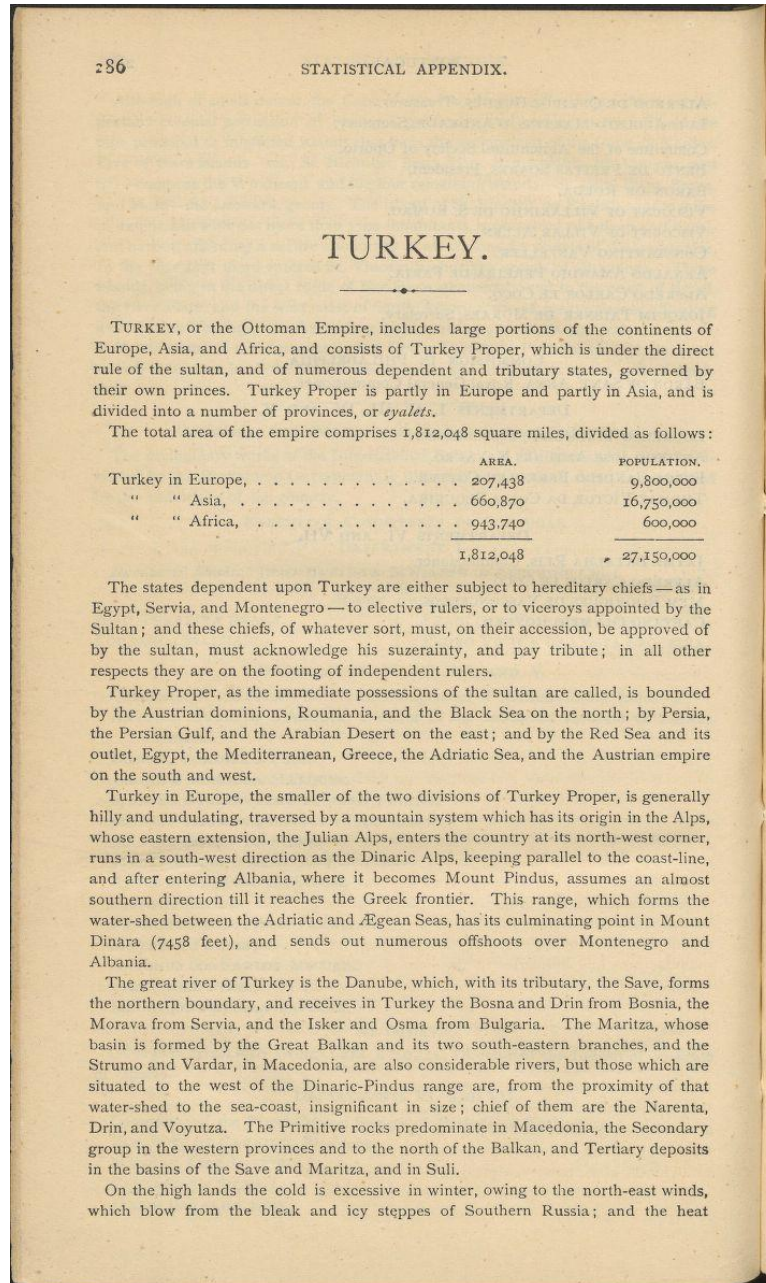 286 STATISTICAL APPENDIX.
TURKEY.
TURKEY, or the Ottoman Empire, includes large portions of the continents of
Europe, Asia, and Africa, and consists of Turkey Proper, which is under the direct
rule of the sultan, and of numerous dependent and tributary states, governed by
their own princes. Turkey Proper is partly in Europe and partly in Asia, and is
divided into a number of provinces, or eyalets.
The total area of the empire comprises 1,812,048 square miles, divided as follows:
AREA. POPULATION.
Turkey in Europe, . . . . . . . . . . . . . 207,438 9,800,000
" " Asia, . . . . . . . . . . . . . . 660,870 16,750,000
" " Africa, . . . . . . . . . . . . . 943.740 600,000
1,812,048 27,150,000
The states dependent upon Turkey are either subject to hereditary chiefs — as in
Egypt, Servia, and Montenegro — to elective rulers, or to viceroys appointed by the
Sultan; and these chiefs, of whatever sort, must, on their accession, be approved of
by the sultan, must acknowledge his suzerainty, and pay tribute; in all other
respects they are on the footing of independent rulers.
Turkey Proper, as the immediate possessions of the sultan are called, is bounded
by the Austrian dominions, Roumania, and the Black Sea on the north; by Persia,
the Persian Gulf, and the Arabian Desert on the east; and by the Red Sea and its
outlet, Egypt, the Mediterranean, Greece, the Adriatic Sea, and the Austrian empire
on the south and west.
Turkey in Europe, the smaller of the two divisions of Turkey Proper, is generally
hilly and undulating, traversed by a mountain system which has its origin in the Alps,
whose eastern extension, the Julian Alps, enters the country at its north-west corner,
runs in a south-west direction as the Dinaric Alps, keeping parallel to the coast-line,
and after entering Albania, where it becomes Mount Pindus, assumes an almost
southern direction till it reaches the Greek frontier. This range, which forms the
water-shed between the Adriatic and Ægean Seas, has its culminating point in Mount
Dinara (7458 feet), and sends out numerous offshoots over Montenegro and
Albania.
The great river of Turkey is the Danube, which, with its tributary, the Save, forms
the northern boundary, and receives in Turkey the Bosna and Drin from Bosnia, the
Morava from Servia, and the Isker and Osma from Bulgaria. The Maritza, whose
basin is formed by the Great Balkan and its two south-eastern branches, and the
Strumo and Vardar, in Macedonia, are also considerable rivers, but those which are
situated to the west of the Dinaric-Pindus range are, from the proximity of that
water-shed to the sea-coast, insignificant in size; chief of them are the Narenta,
Drin, and Voyutza. The Primitive rocks predominate in Macedonia, the Secondary
group in the western provinces and to the north of the Balkan, and Tertiary deposits
in the basins of the Save and Maritza, and in Suli.
On the high lands the cold is excessive in winter, owing to the north-east winds,
which blow from the bleak and icy steppes of Southern Russia; and the heat